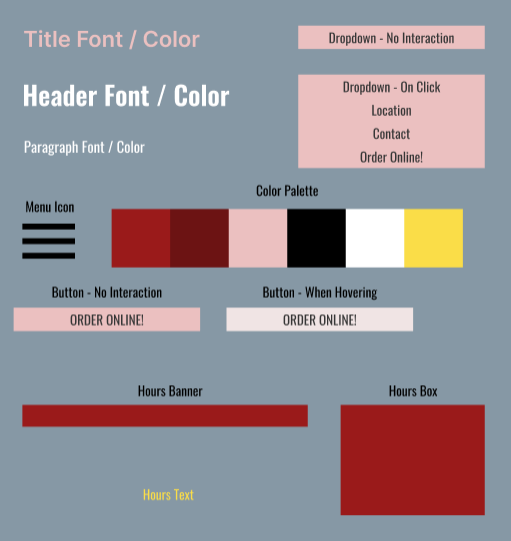 Title Font / Color
Dropdown - No Interaction
Header Font / Color
Dropdown - On Click
Location
Contact
Order Online!
Paragraph Font / Color
Color Palette
Menu Icon
Button - No Interaction
Button - When Hovering
ORDER ONLINE!
ORDER ONLINE!
Hours Banner
Hours Box
Hours Text